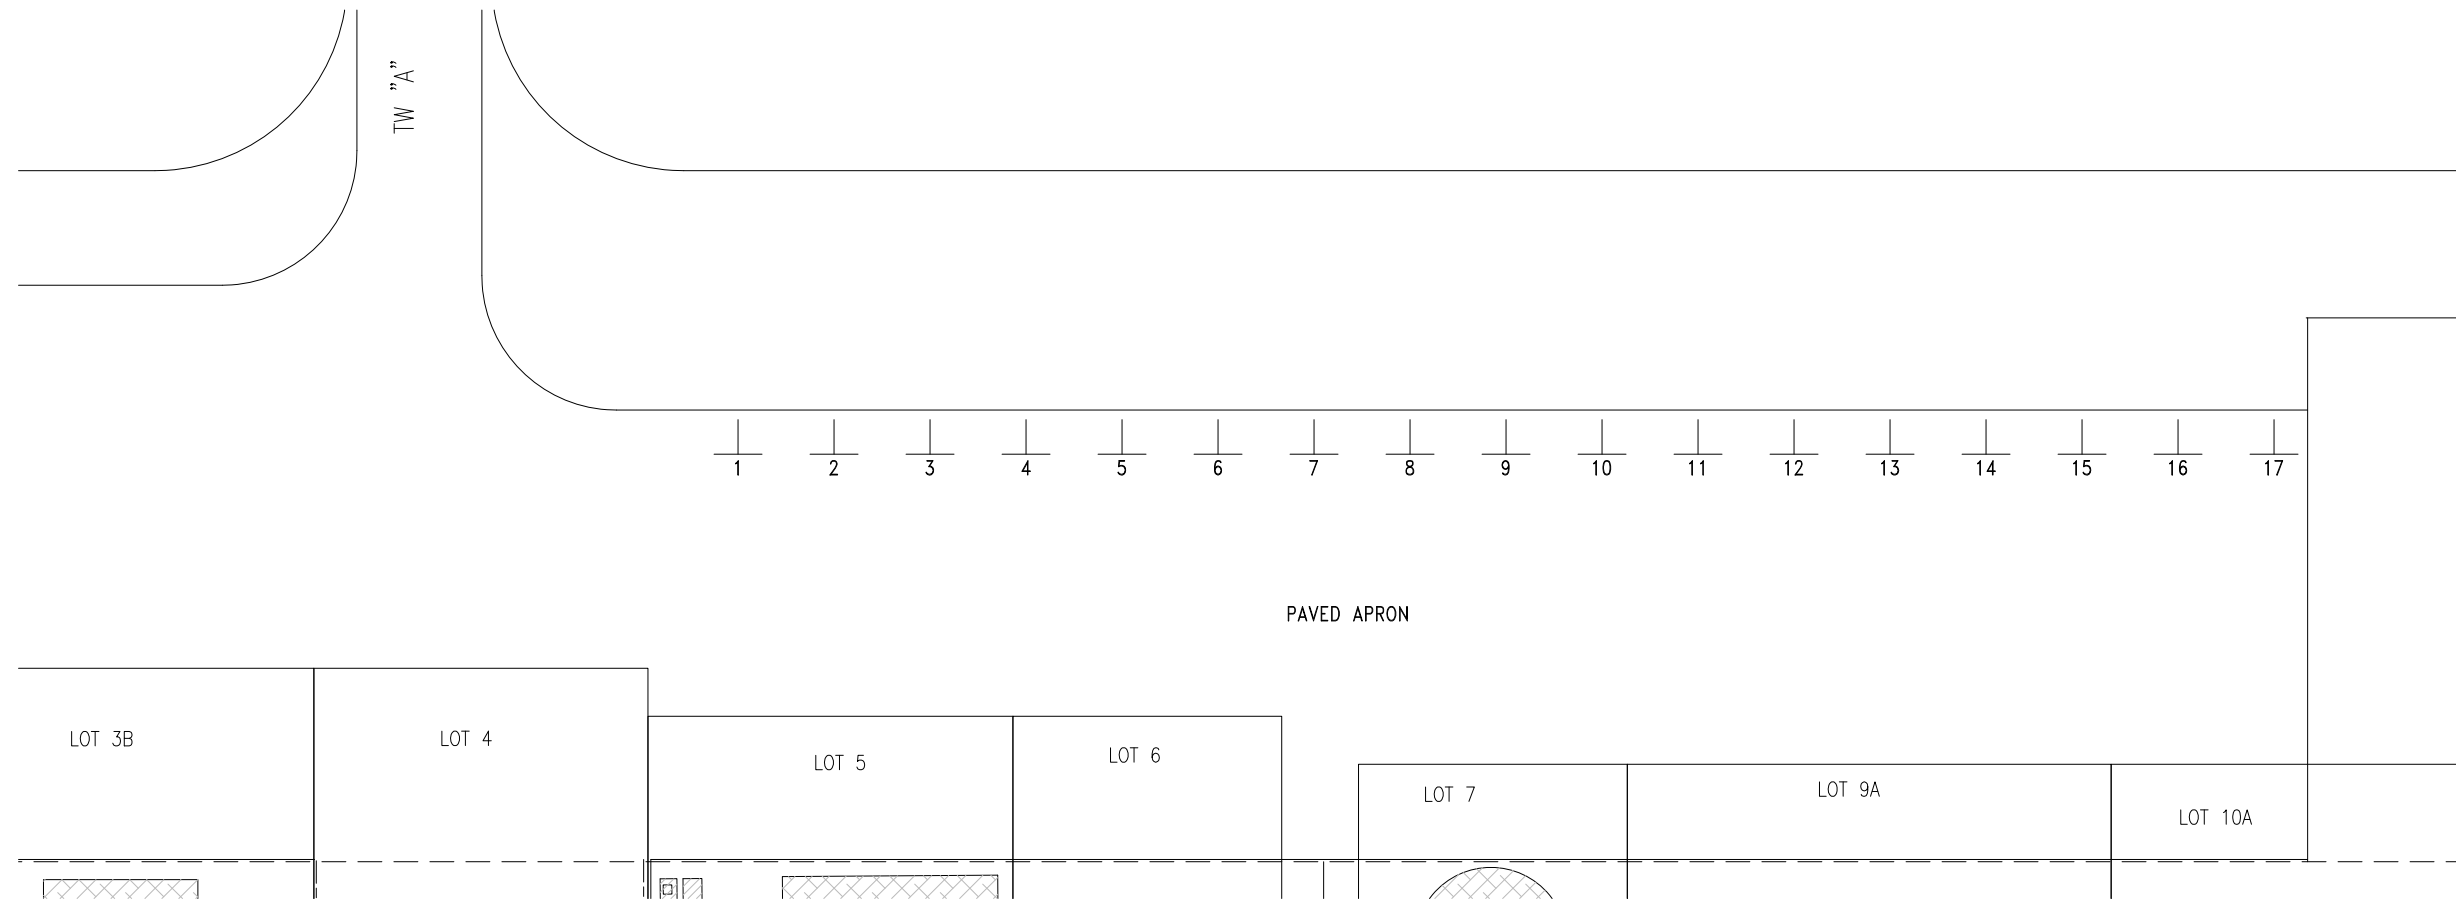 TW "A"
1 2 3 4 5 6 7 8 9 10 11 12 13 14 15 16 17
PAVED APRON
LOT 3B
LOT 4
LOT 5
LOT 6
LOT 7
LOT 9A
LOT 10A